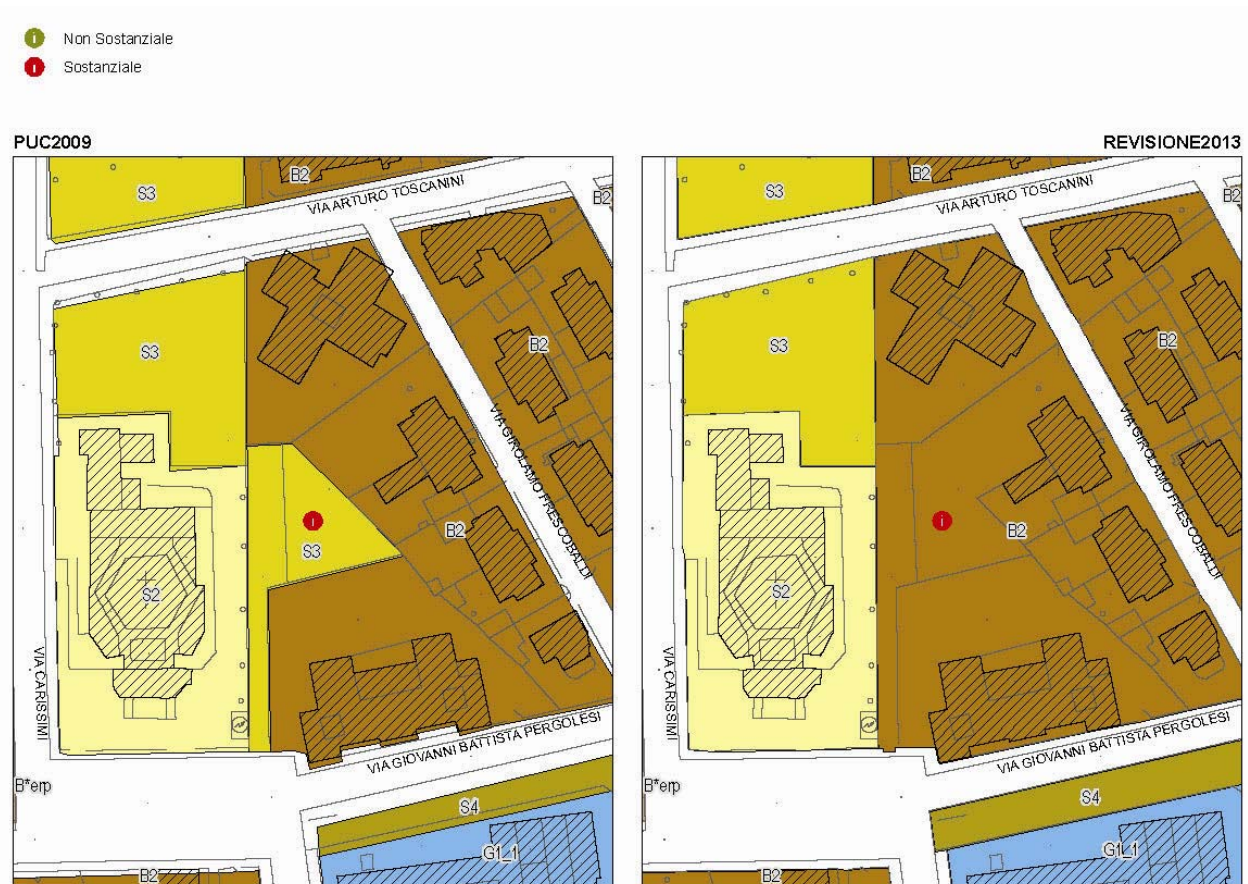 i Non Sostanziale
i Sostanziale
PUC2009
REVISIONE2013
S3
B2
VIA ARTURO TOSCANINI
B2
S3
B2
VIA GIROLAMO FRESCOBALDI
i
S3
B2
S2
VIA CARISSIMI
VIA GIOVANNI BATTISTA PERGOLESI
B*erp
S4
G1_1
B2
S3
B2
VIA ARTURO TOSCANINI
B2
S3
B2
VIA GIROLAMO FRESCOBALDI
i
B2
S2
VIA CARISSIMI
VIA GIOVANNI BATTISTA PERGOLESI
B*erp
S4
G1_1
B2